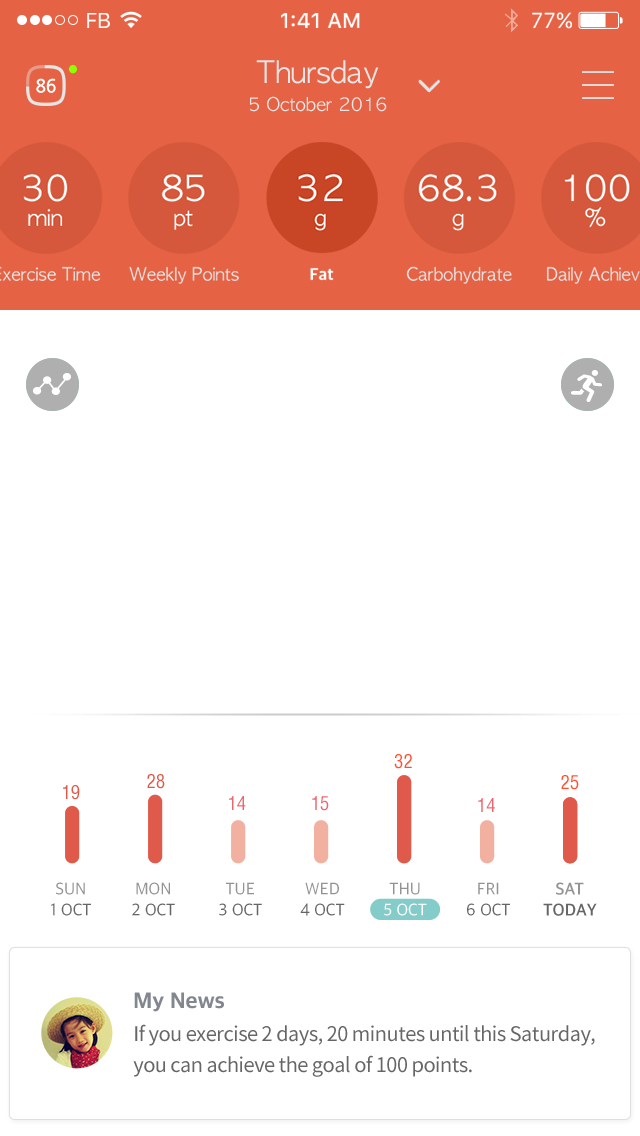 FB 1:41 AM 77%
86
Thursday
5 October 2016
30 85 32 68.3 100
min pt g g %
Exercise Time Weekly Points Fat Carbohydrate Daily Achiev
32
19 28 14 15 14 25
SUN MON TUE WED THU FRI SAT
1 OCT 2 OCT 3 OCT 4 OCT 5 OCT 6 OCT TODAY
My News
If you exercise 2 days, 20 minutes until this Saturday,
you can achieve the goal of 100 points.